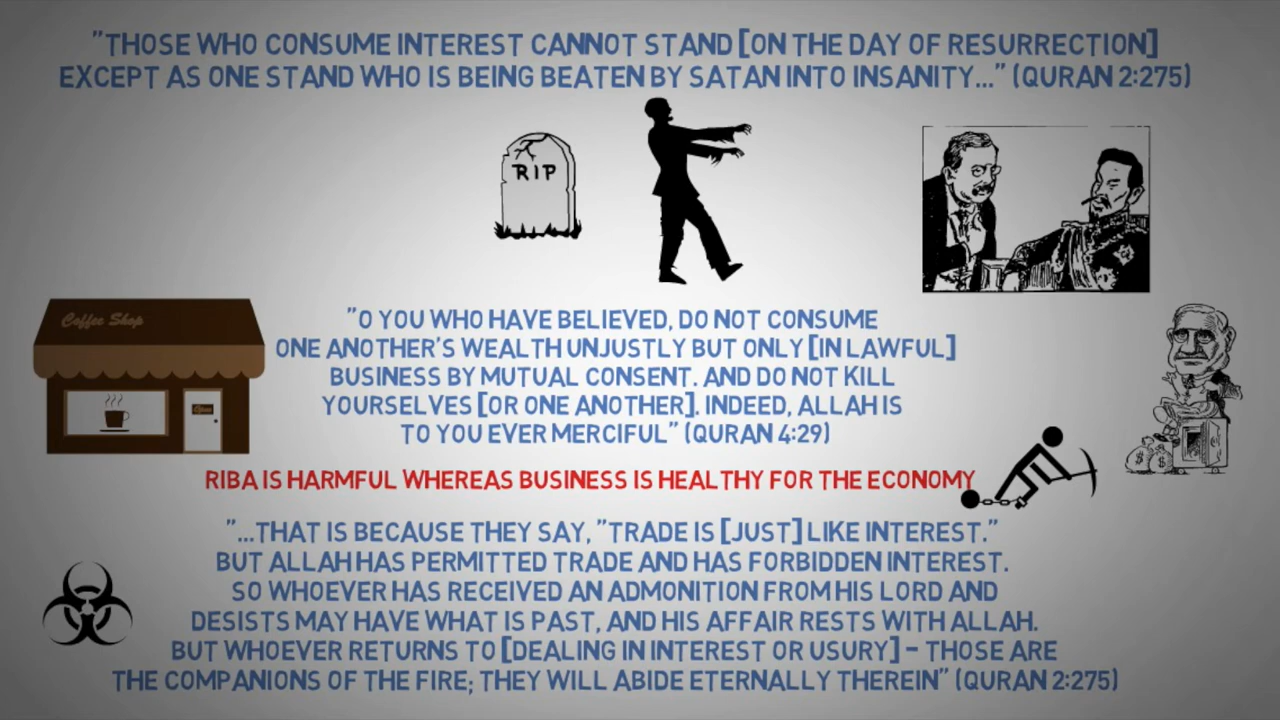 "THOSE WHO CONSUME INTEREST CANNOT STAND [ON THE DAY OF RESURRECTION]
EXCEPT AS ONE STAND WHO IS BEING BEATEN BY SATAN INTO INSANITY..." (QURAN 2:275)
RIP
Coffee Shop
"O YOU WHO HAVE BELIEVED, DO NOT CONSUME
ONE ANOTHER'S WEALTH UNJUSTLY BUT ONLY [IN LAWFUL]
BUSINESS BY MUTUAL CONSENT. AND DO NOT KILL
YOURSELVES [OR ONE ANOTHER]. INDEED, ALLAH IS
TO YOU EVER MERCIFUL" (QURAN 4:29)
$ $
RIBA IS HARMFUL WHEREAS BUSINESS IS HEALTHY FOR THE ECONOMY
"...THAT IS BECAUSE THEY SAY, "TRADE IS [JUST] LIKE INTEREST."
BUT ALLAH HAS PERMITTED TRADE AND HAS FORBIDDEN INTEREST.
SO WHOEVER HAS RECEIVED AN ADMONITION FROM HIS LORD AND
DESISTS MAY HAVE WHAT IS PAST, AND HIS AFFAIR RESTS WITH ALLAH.
BUT WHOEVER RETURNS TO [DEALING IN INTEREST OR USURY] - THOSE ARE
THE COMPANIONS OF THE FIRE; THEY WILL ABIDE ETERNALLY THEREIN" (QURAN 2:275)